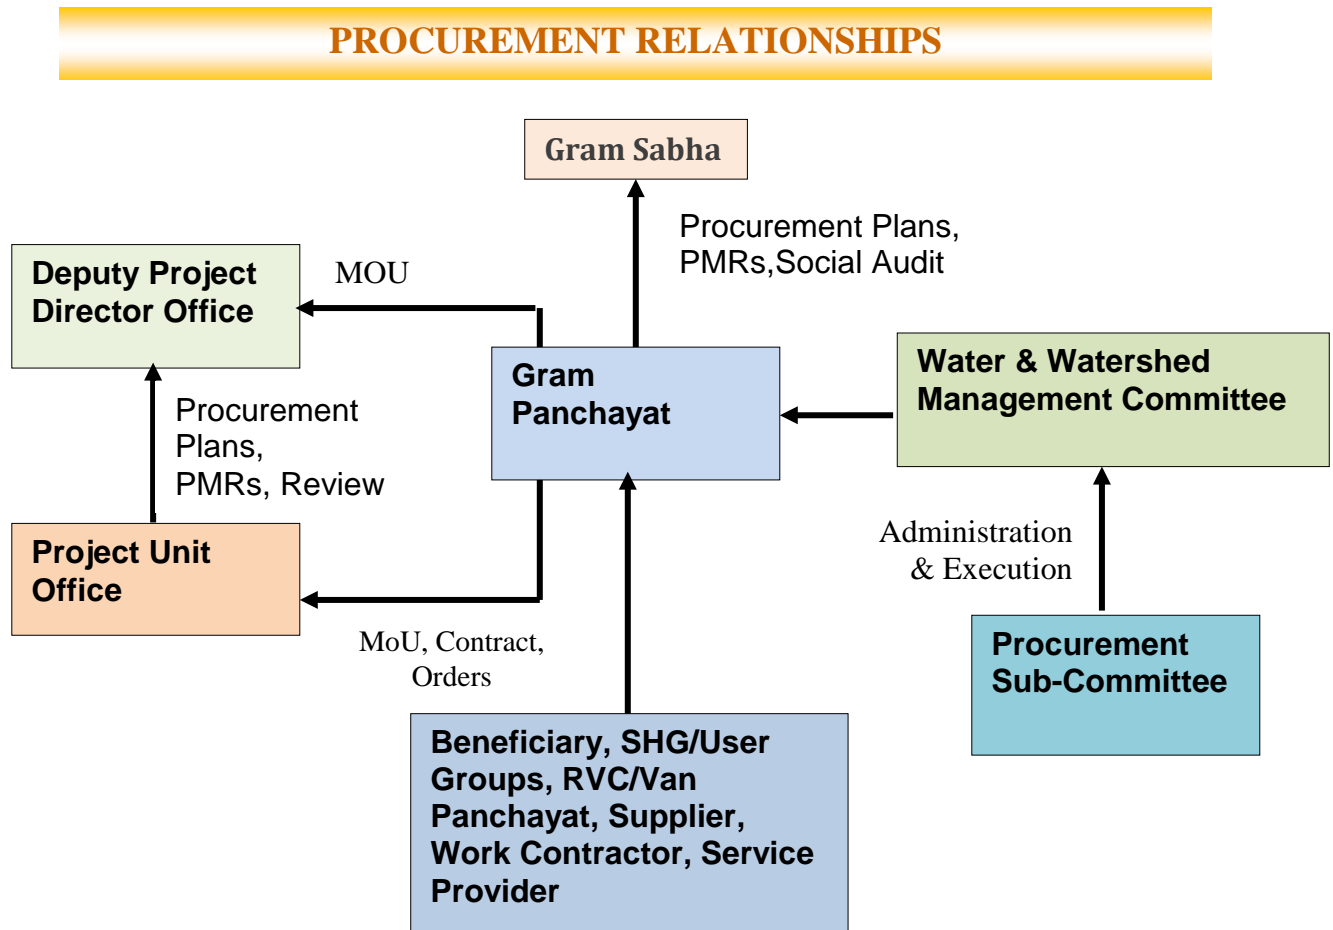 PROCUREMENT RELATIONSHIPS
Gram Sabha
Procurement Plans,
PMRs,Social Audit
Deputy Project
Director Office
MOU
Gram
Panchayat
Water & Watershed
Management Committee
Procurement
Plans,
PMRs, Review
Project Unit
Office
Administration
& Execution
MoU, Contract,
Orders
Procurement
Sub-Committee
Beneficiary, SHG/User
Groups, RVC/Van
Panchayat, Supplier,
Work Contractor, Service
Provider